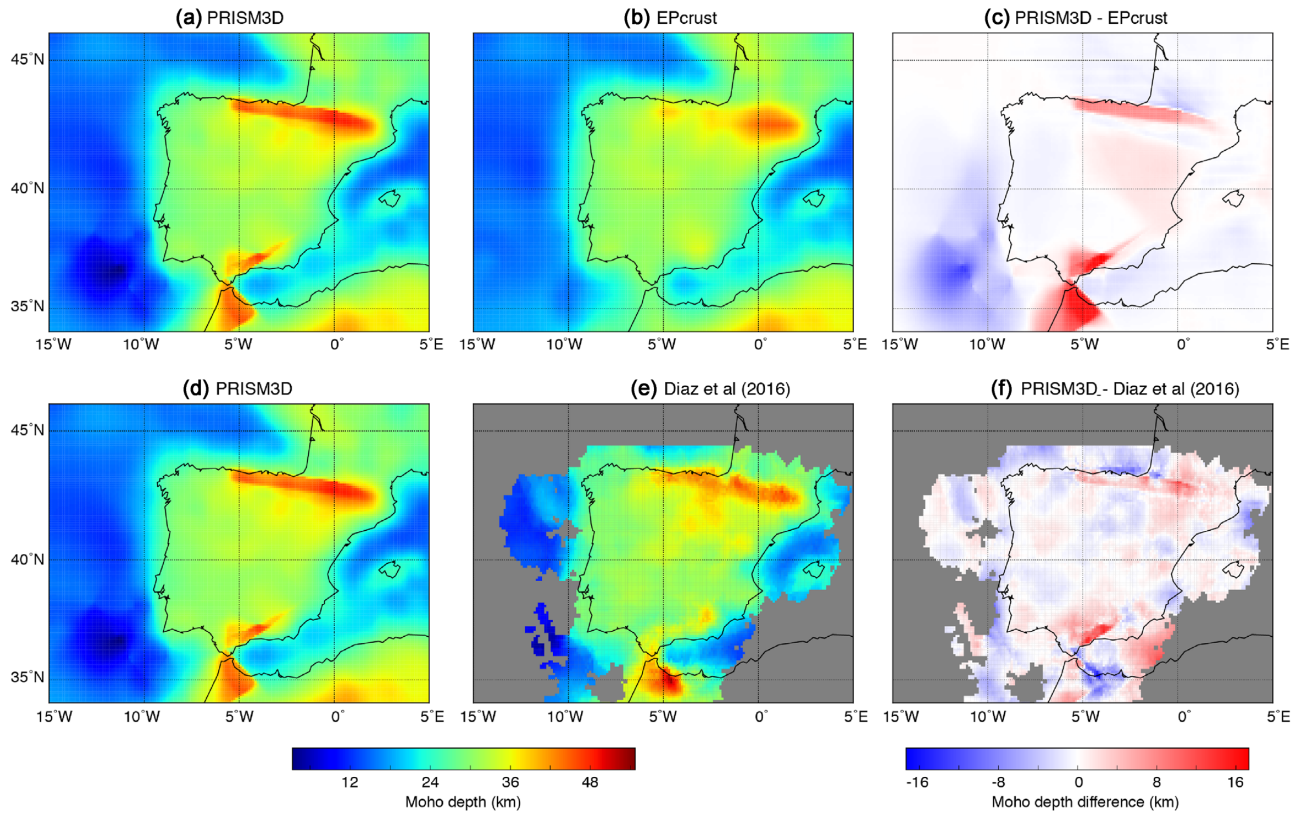 (a) PRISM3D
(b) EPcrust
(c) PRISM3D - EPcrust
45°N
40°N
35°N
15°W 10°W 5°W 0° 5°E
15°W 10°W 5°W 0° 5°E
15°W 10°W 5°W 0° 5°E
(d) PRISM3D
(e) Diaz et al (2016)
(f) PRISM3D - Diaz et al (2016)
45°N
40°N
35°N
15°W 10°W 5°W 0° 5°E
15°W 10°W 5°W 0° 5°E
15°W 10°W 5°W 0° 5°E
12 24 36 48
Moho depth (km)
-16 -8 0 8 16
Moho depth difference (km)